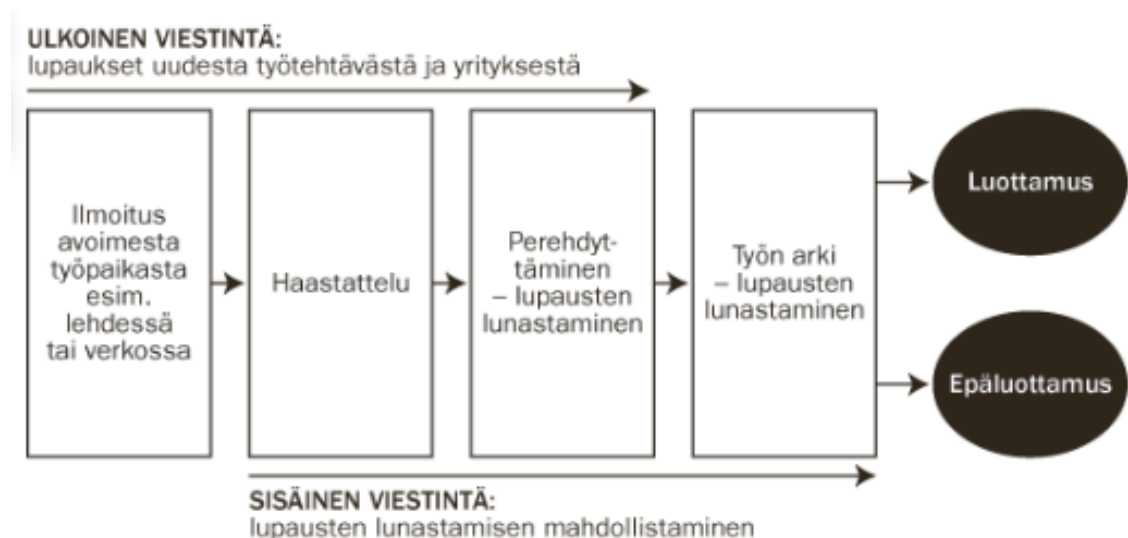 ULKOINEN VIESTINTÄ:
lupaukset uudesta työtehtävästä ja yrityksestä
Ilmoitus
avoimesta
työpaikasta
esim.
lehdessä
tai verkossa
Haastattelu
Perehdyt-
täminen
– lupausten
lunastaminen
Työn arki
– lupausten
lunastaminen
Luottamus
Epäluottamus
SISÄINEN VIESTINTÄ:
lupausten lunastamisen mahdollistaminen